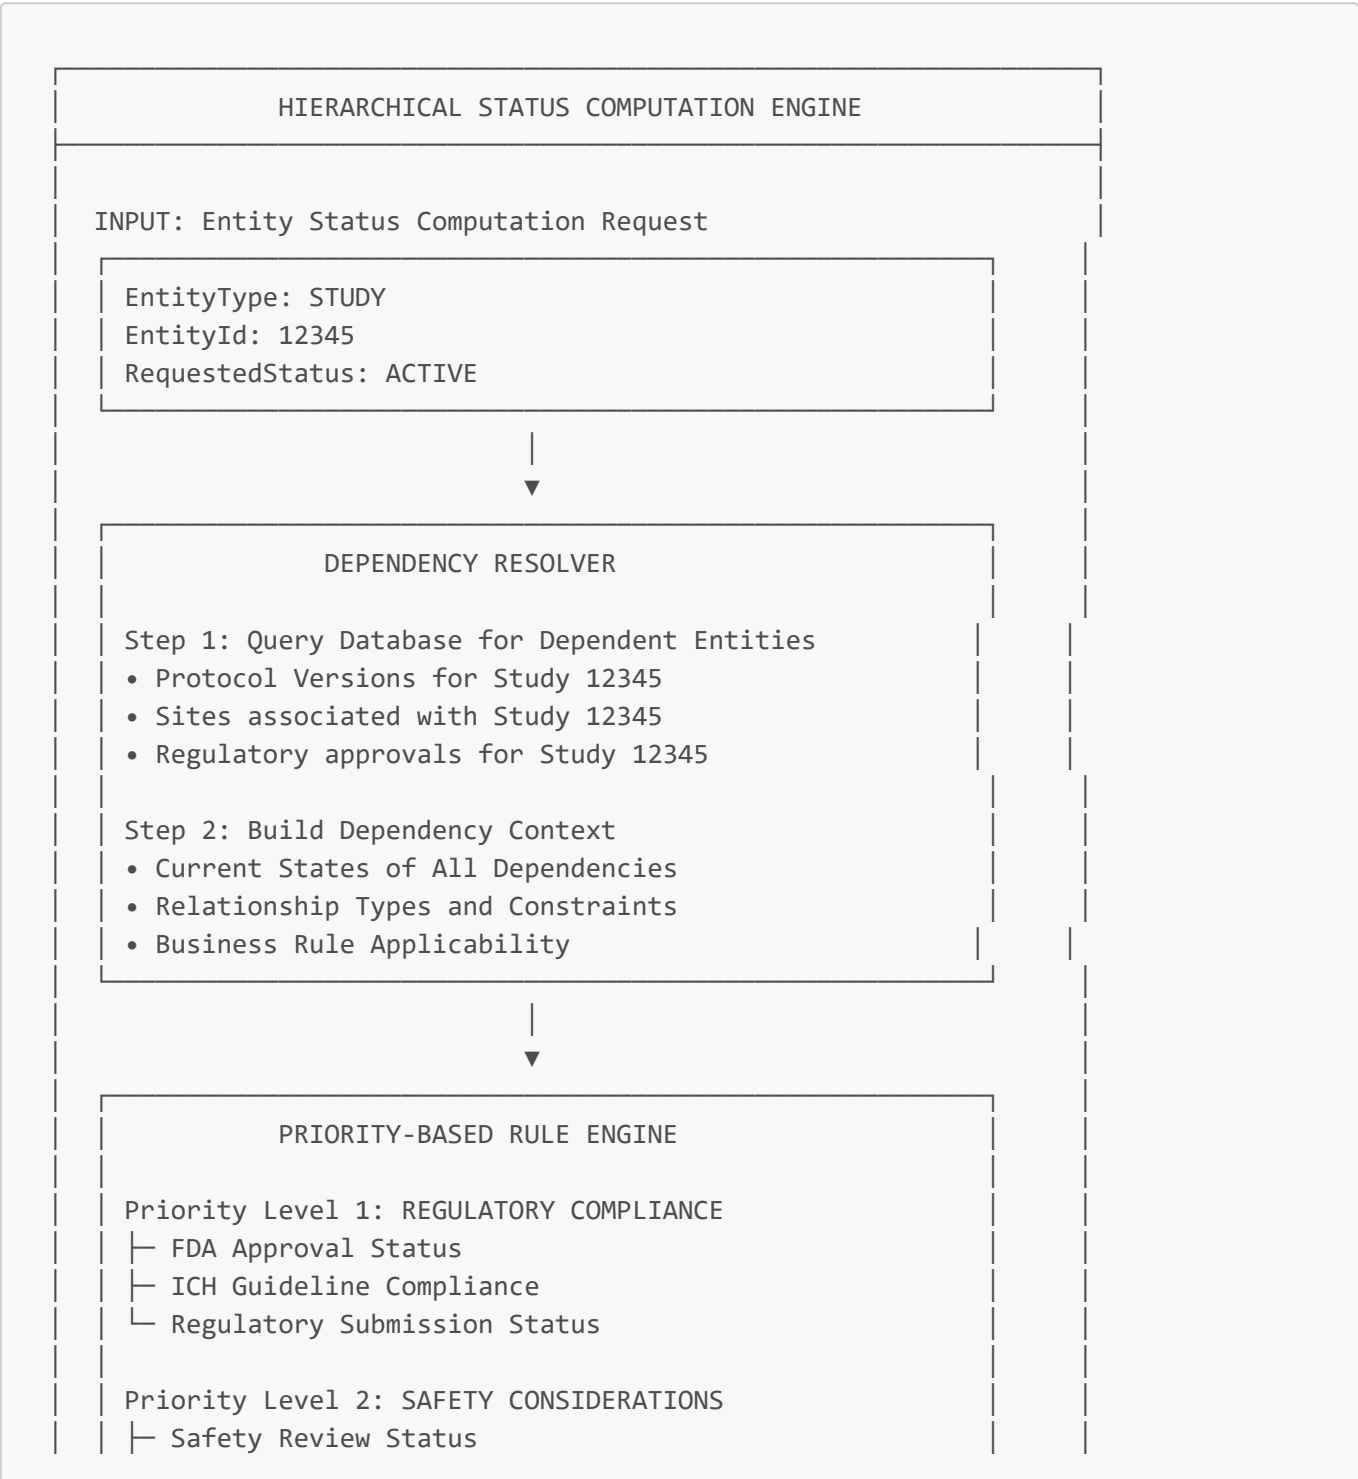 HIERARCHICAL STATUS COMPUTATION ENGINE
INPUT: Entity Status Computation Request
EntityType: STUDY
EntityId: 12345
RequestedStatus: ACTIVE
▼
DEPENDENCY RESOLVER
Step 1: Query Database for Dependent Entities
• Protocol Versions for Study 12345
• Sites associated with Study 12345
• Regulatory approvals for Study 12345
Step 2: Build Dependency Context
• Current States of All Dependencies
• Relationship Types and Constraints
• Business Rule Applicability
▼
PRIORITY-BASED RULE ENGINE
Priority Level 1: REGULATORY COMPLIANCE
├─ FDA Approval Status
├─ ICH Guideline Compliance
└─ Regulatory Submission Status
Priority Level 2: SAFETY CONSIDERATIONS
├─ Safety Review Status